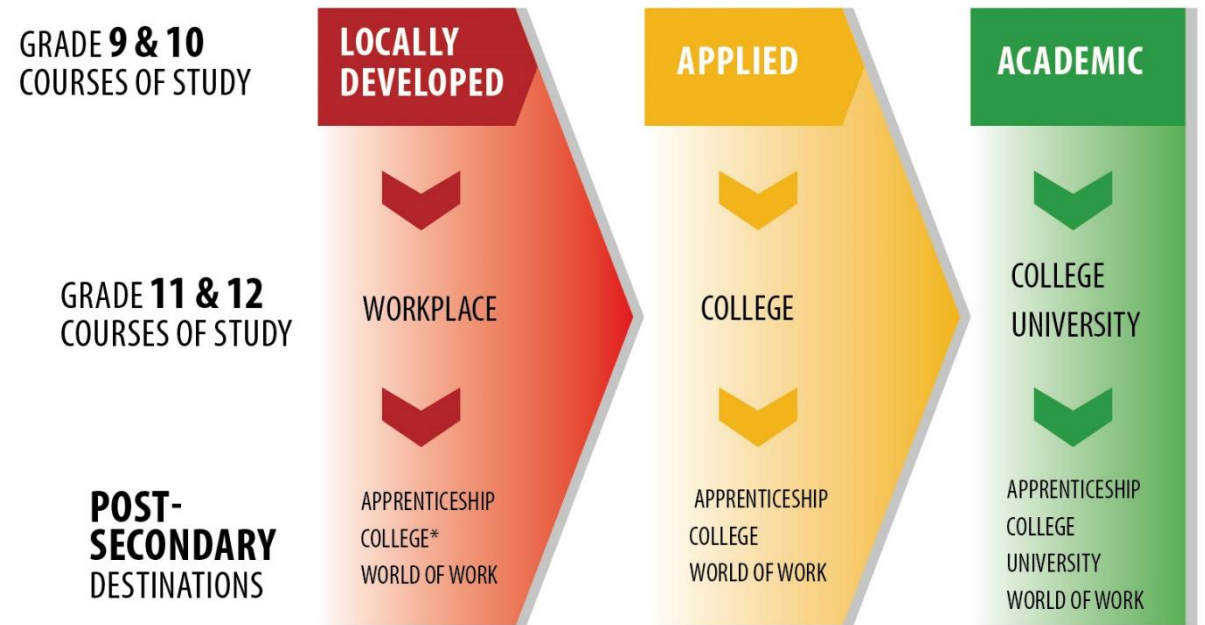 GRADE 9 & 10
COURSES OF STUDY
LOCALLY
DEVELOPED
APPLIED
ACADEMIC
GRADE 11 & 12
COURSES OF STUDY
WORKPLACE
COLLEGE
COLLEGE
UNIVERSITY
POST-
SECONDARY
DESTINATIONS
APPRENTICESHIP
COLLEGE*
WORLD OF WORK
APPRENTICESHIP
COLLEGE
WORLD OF WORK
APPRENTICESHIP
COLLEGE
UNIVERSITY
WORLD OF WORK